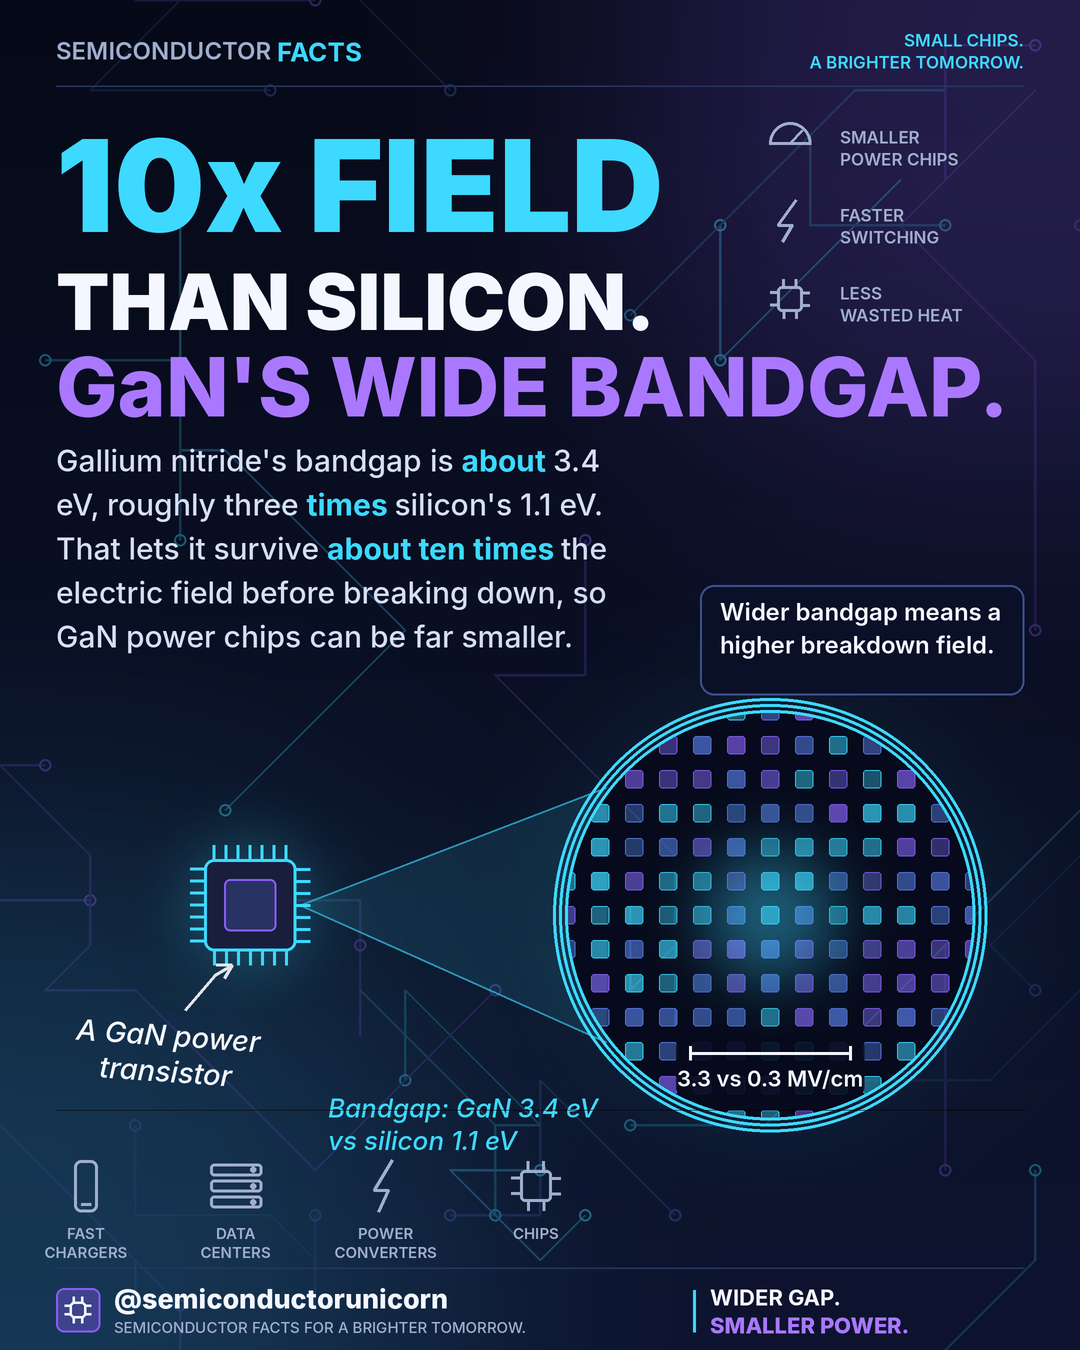 SEMICONDUCTOR FACTS
SMALL CHIPS.
A BRIGHTER TOMORROW.
10x FIELD
THAN SILICON.
GaN'S WIDE BANDGAP.
SMALLER
POWER CHIPS
FASTER
SWITCHING
LESS
WASTED HEAT
Gallium nitride's bandgap is about 3.4
eV, roughly three times silicon's 1.1 eV.
That lets it survive about ten times the
electric field before breaking down, so
GaN power chips can be far smaller.
Wider bandgap means a
higher breakdown field.
A GaN power
transistor
3.3 vs 0.3 MV/cm
Bandgap: GaN 3.4 eV
vs silicon 1.1 eV
FAST
CHARGERS
DATA
CENTERS
POWER
CONVERTERS
CHIPS
@semiconductorunicorn
SEMICONDUCTOR FACTS FOR A BRIGHTER TOMORROW.
WIDER GAP.
SMALLER POWER.